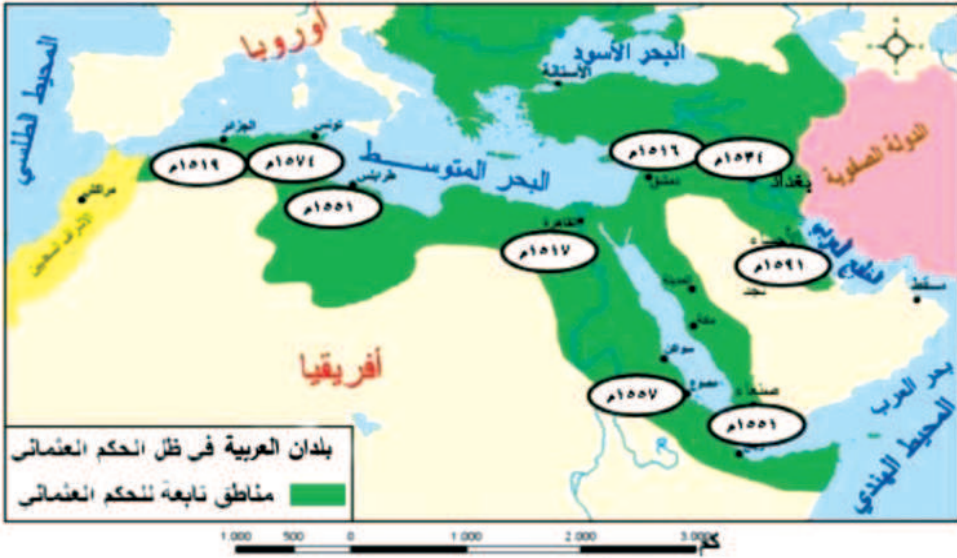 أوروبا
البحر الأسود
الأستانة
المحيط الأطلسي
الدولة الصفوية
الجزائر
تونس
١٥١٩م
١٥٧٤م
١٥١٦م
١٥٣٤م
البحر المتوسط
طرابلس
دمشق
بغداد
مراكش
١٥٥١م
القاهرة
١٥١٧م
الخليج العربي
١٥٩١م
نجد
مسقط
المدينة
مكة
أفريقيا
سواكن
مصوع
صنعاء
١٥٥٧م
١٥٥١م
بحر العرب
المحيط الهندي
بلدان العربية في ظل الحكم العثماني
مناطق تابعة للحكم العثماني
1.000 500 0 1.000 2.000 كم